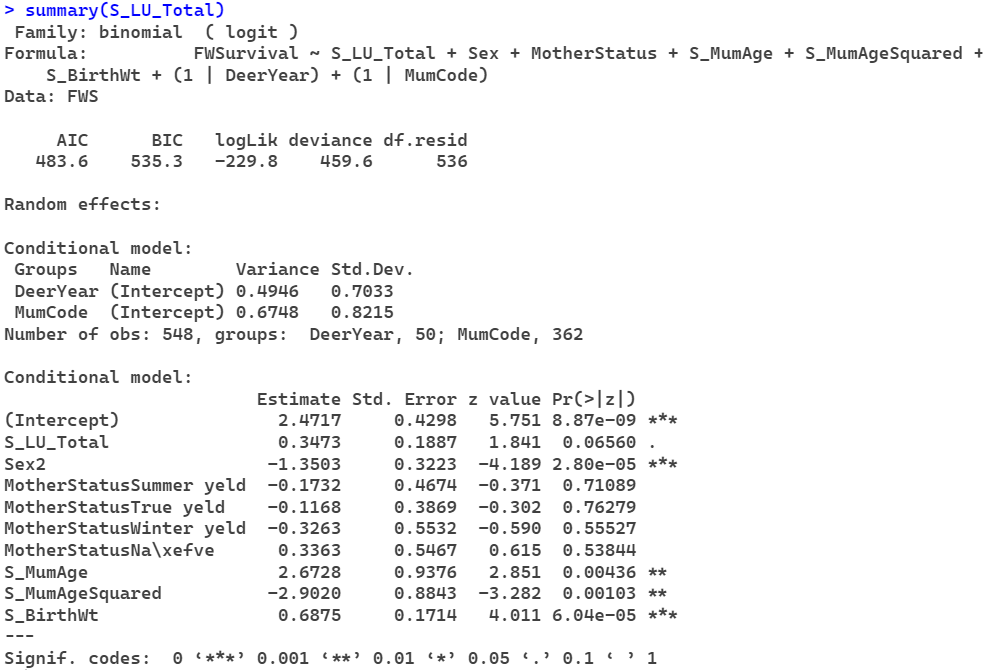 > summary(S_LU_Total)
 Family: binomial  ( logit )
Formula:          FWSurvival ~ S_LU_Total + Sex + MotherStatus + S_MumAge + S_MumAgeSquared +
    S_BirthWt + (1 | DeerYear) + (1 | MumCode)
Data: FWS

     AIC      BIC   logLik deviance df.resid
   483.6    535.3   -229.8    459.6      536

Random effects:

Conditional model:
 Groups   Name        Variance Std.Dev.
 DeerYear (Intercept) 0.4946   0.7033
 MumCode  (Intercept) 0.6748   0.8215
Number of obs: 548, groups:  DeerYear, 50; MumCode, 362

Conditional model:
                        Estimate Std. Error z value Pr(>|z|)
(Intercept)               2.4717     0.4298   5.751 8.87e-09 ***
S_LU_Total                0.3473     0.1887   1.841  0.06560 .
Sex2                     -1.3503     0.3223  -4.189 2.80e-05 ***
MotherStatusSummer yeld  -0.1732     0.4674  -0.371  0.71089
MotherStatusTrue yeld    -0.1168     0.3869  -0.302  0.76279
MotherStatusWinter yeld  -0.3263     0.5532  -0.590  0.55527
MotherStatusNa\xefve      0.3363     0.5467   0.615  0.53844
S_MumAge                  2.6728     0.9376   2.851  0.00436 **
S_MumAgeSquared          -2.9020     0.8843  -3.282  0.00103 **
S_BirthWt                 0.6875     0.1714   4.011 6.04e-05 ***
---
Signif. codes:  0 ‘***’ 0.001 ‘**’ 0.01 ‘*’ 0.05 ‘.’ 0.1 ‘ ’ 1